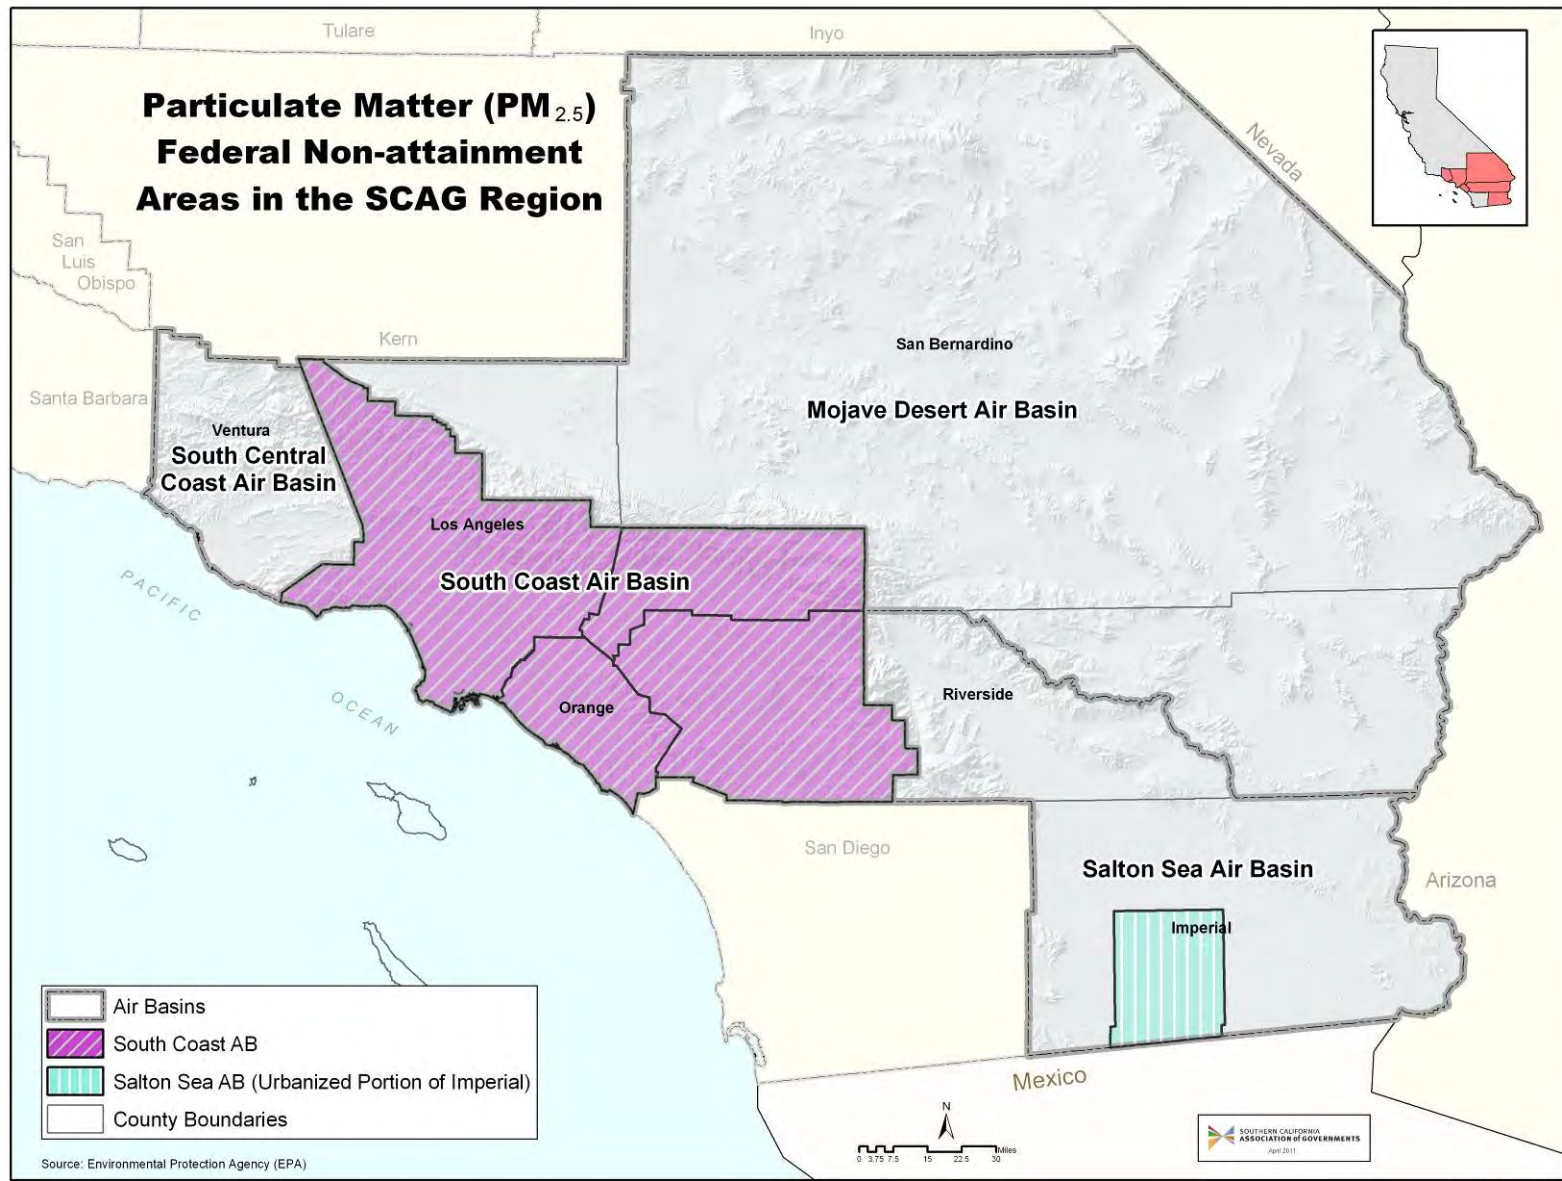 Tulare
Inyo
Particulate Matter (PM 2.5)
Federal Non-attainment
Areas in the SCAG Region
Nevada
San
Luis
Obispo
Kern
San Bernardino
Santa Barbara
Mojave Desert Air Basin
Ventura
South Central
Coast Air Basin
Los Angeles
South Coast Air Basin
PACIFIC
OCEAN
Riverside
Orange
San Diego
Salton Sea Air Basin
Arizona
Imperial
Air Basins
South Coast AB
Salton Sea AB (Urbanized Portion of Imperial)
County Boundaries
Mexico
N
Miles
0 3.75 7.5 15 22.5 30
SOUTHERN CALIFORNIA
ASSOCIATION of GOVERNMENTS
April 2011
Source: Environmental Protection Agency (EPA)